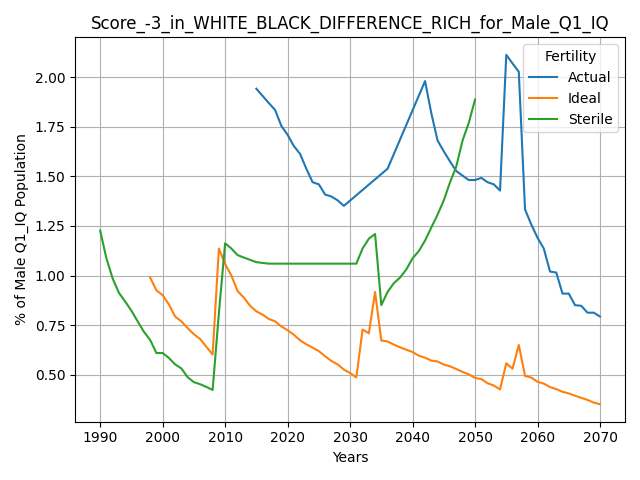 Score_-3_in_WHITE_BLACK_DIFFERENCE_RICH_for_Male_Q1_IQ
Fertility
Actual
Ideal
Sterile
% of Male Q1_IQ Population
2.00
1.75
1.50
1.25
1.00
0.75
0.50
1990 2000 2010 2020 2030 2040 2050 2060 2070
Years